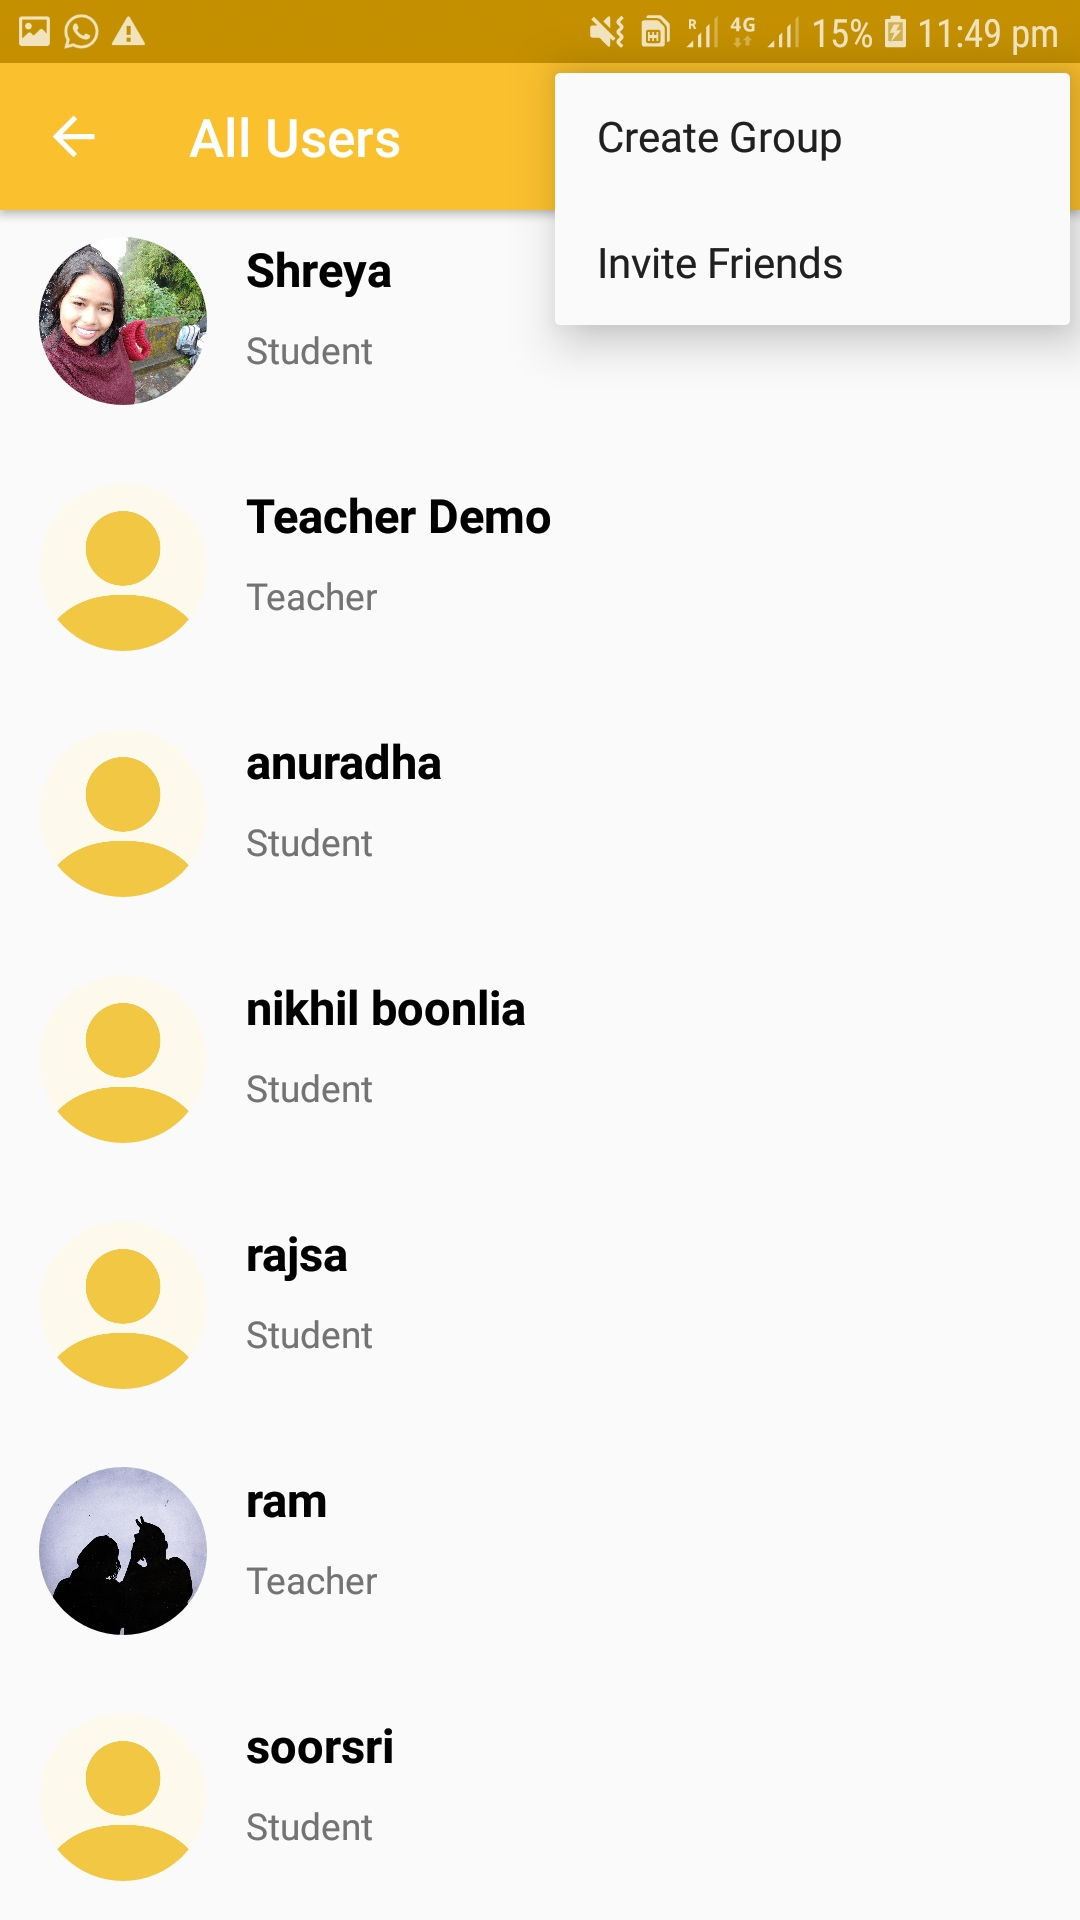 R 4G 15% 11:49 pm
All Users
Create Group
Invite Friends
Shreya
Student
Teacher Demo
Teacher
anuradha
Student
nikhil boonlia
Student
rajsa
Student
ram
Teacher
soorsri
Student